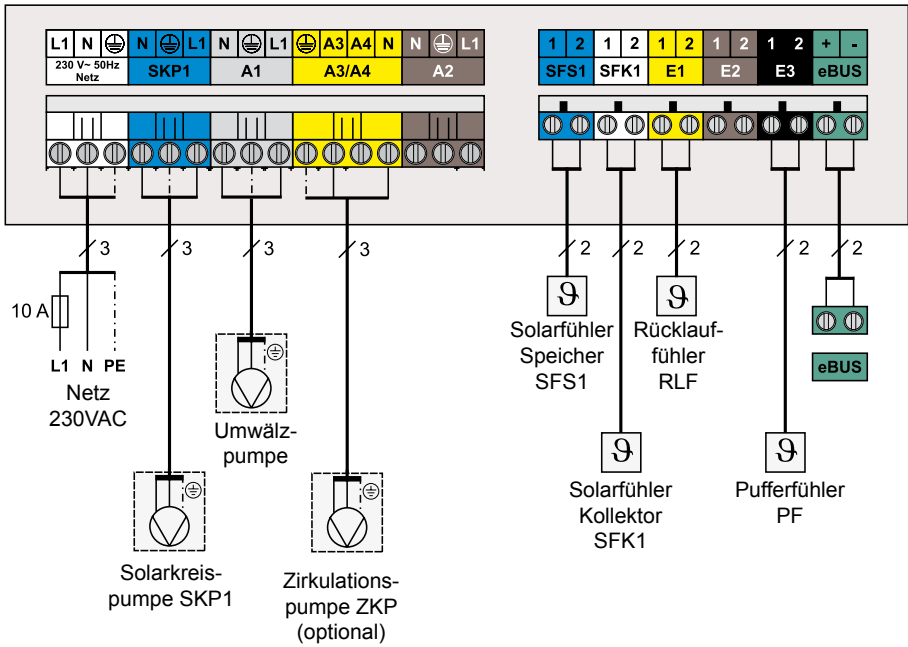 L1 N N L1 N L1 A3 A4 N N L1
230 V~ 50Hz
Netz
SKP1 A1 A3/A4 A2
1 2 1 2 1 2 1 2 1 2 + -
SFS1 SFK1 E1 E2 E3 eBUS
3 3 3 3 2 2 2 2 2
10 A
L1 N PE
Netz
230VAC
Umwälz-
pumpe
Solarkreis-
pumpe SKP1
Zirkulations-
pumpe ZKP
(optional)
ϑ
Solarfühler
Speicher
SFS1
ϑ
Rücklauf-
fühler
RLF
eBUS
ϑ
Solarfühler
Kollektor
SFK1
ϑ
Pufferfühler
PF